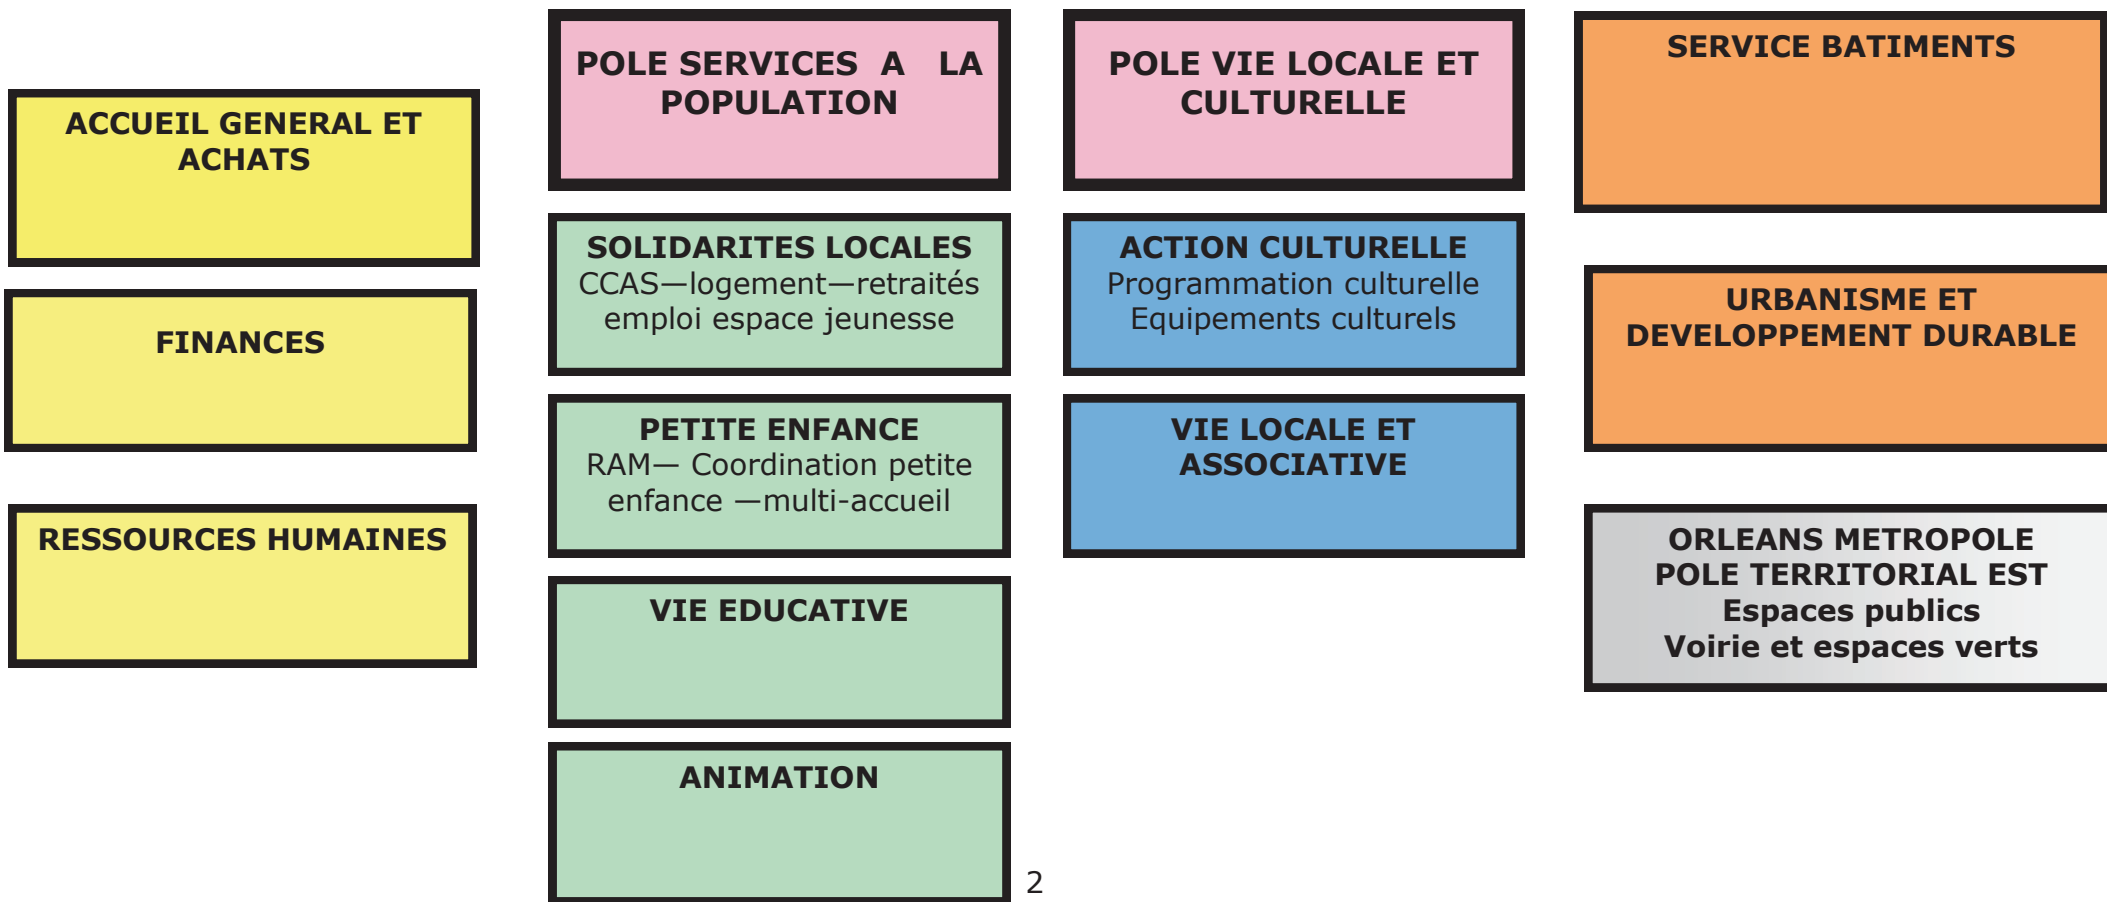 ACCUEIL GENERAL ET
ACHATS
FINANCES
RESSOURCES HUMAINES
POLE SERVICES A LA
POPULATION
SOLIDARITES LOCALES
CCAS—logement—retraités
emploi espace jeunesse
PETITE ENFANCE
RAM— Coordination petite
enfance —multi-accueil
VIE EDUCATIVE
ANIMATION
POLE VIE LOCALE ET
CULTURELLE
ACTION CULTURELLE
Programmation culturelle
Equipements culturels
VIE LOCALE ET
ASSOCIATIVE
SERVICE BATIMENTS
URBANISME ET
DEVELOPPEMENT DURABLE
ORLEANS METROPOLE
POLE TERRITORIAL EST
Espaces publics
Voirie et espaces verts
2